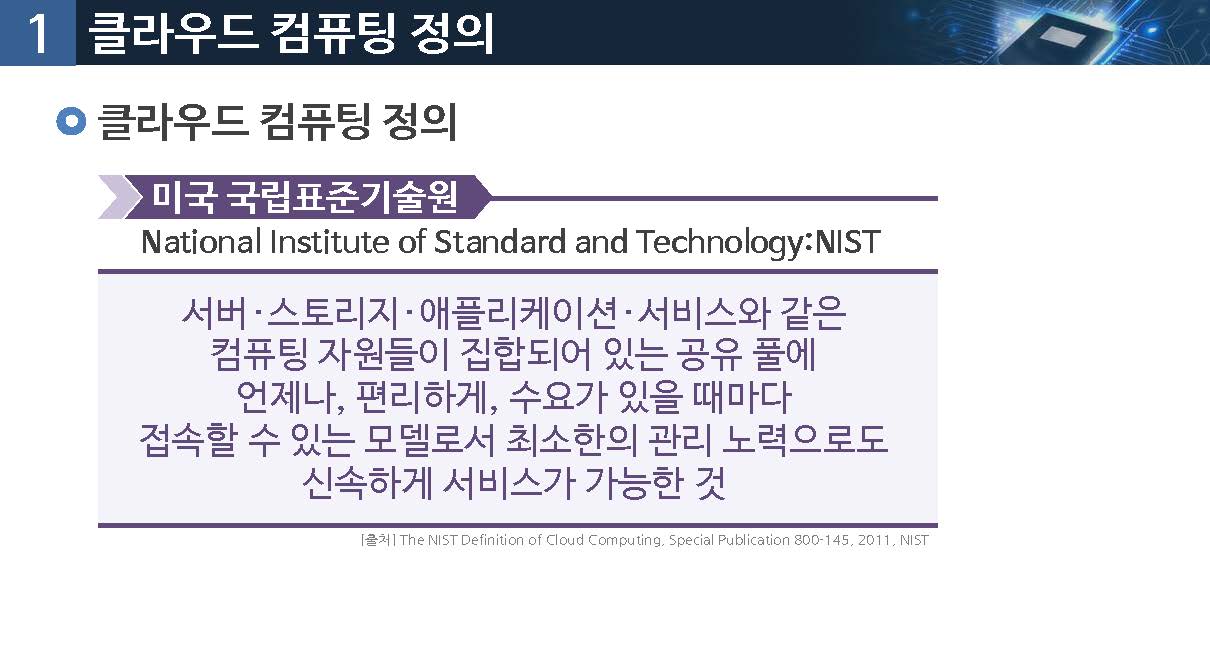 1 클라우드 컴퓨팅 정의
클라우드 컴퓨팅 정의
미국 국립표준기술원
National Institute of Standard and Technology:NIST
서버·스토리지·애플리케이션·서비스와 같은
컴퓨팅 자원들이 집합되어 있는 공유 풀에
언제나, 편리하게, 수요가 있을 때마다
접속할 수 있는 모델로서 최소한의 관리 노력으로도
신속하게 서비스가 가능한 것
[출처] The NIST Definition of Cloud Computing, Special Publication 800-145, 2011, NIST